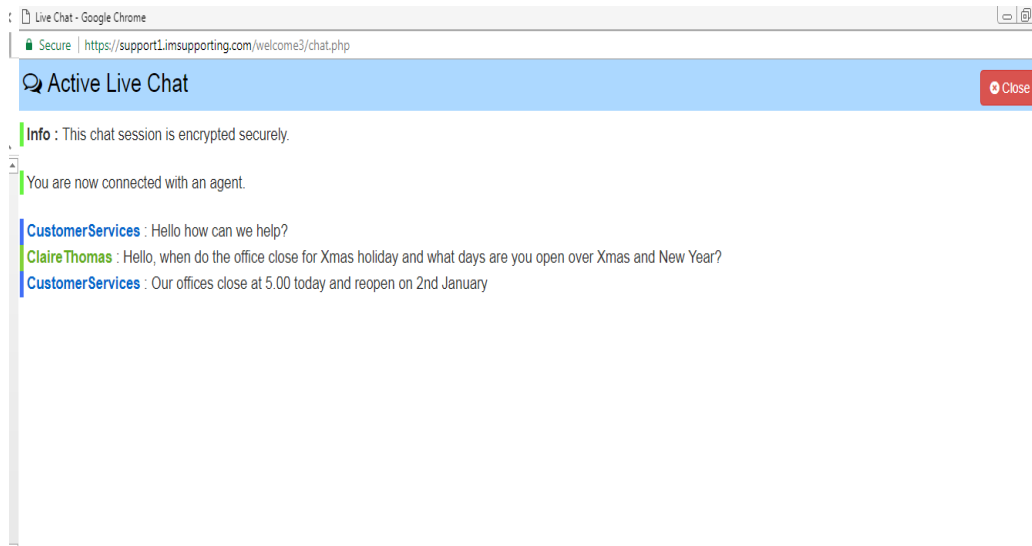 Live Chat - Google Chrome
Secure | https://support1.imsupporting.com/welcome3/chat.php
Active Live Chat
Close
Info : This chat session is encrypted securely.
You are now connected with an agent.
CustomerServices : Hello how can we help?
ClaireThomas : Hello, when do the office close for Xmas holiday and what days are you open over Xmas and New Year?
CustomerServices : Our offices close at 5.00 today and reopen on 2nd January